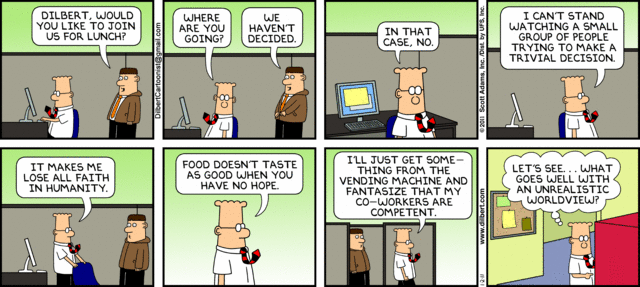 DILBERT, WOULD
YOU LIKE TO JOIN
US FOR LUNCH?
DilbertCartoonist@gmail.com
WHERE
ARE YOU
GOING?
WE
HAVEN'T
DECIDED.
IN THAT
CASE, NO.
© 2011 Scott Adams, Inc./Dist. by UFS, Inc.
I CAN'T STAND
WATCHING A SMALL
GROUP OF PEOPLE
TRYING TO MAKE A
TRIVIAL DECISION.
IT MAKES ME
LOSE ALL FAITH
IN HUMANITY.
FOOD DOESN'T TASTE
AS GOOD WHEN YOU
HAVE NO HOPE.
I'LL JUST GET SOME-
THING FROM THE
VENDING MACHINE AND
FANTASIZE THAT MY
CO-WORKERS ARE
COMPETENT.
www.dilbert.com
1-2-11
LET'S SEE... WHAT
GOES WELL WITH
AN UNREALISTIC
WORLDVIEW?